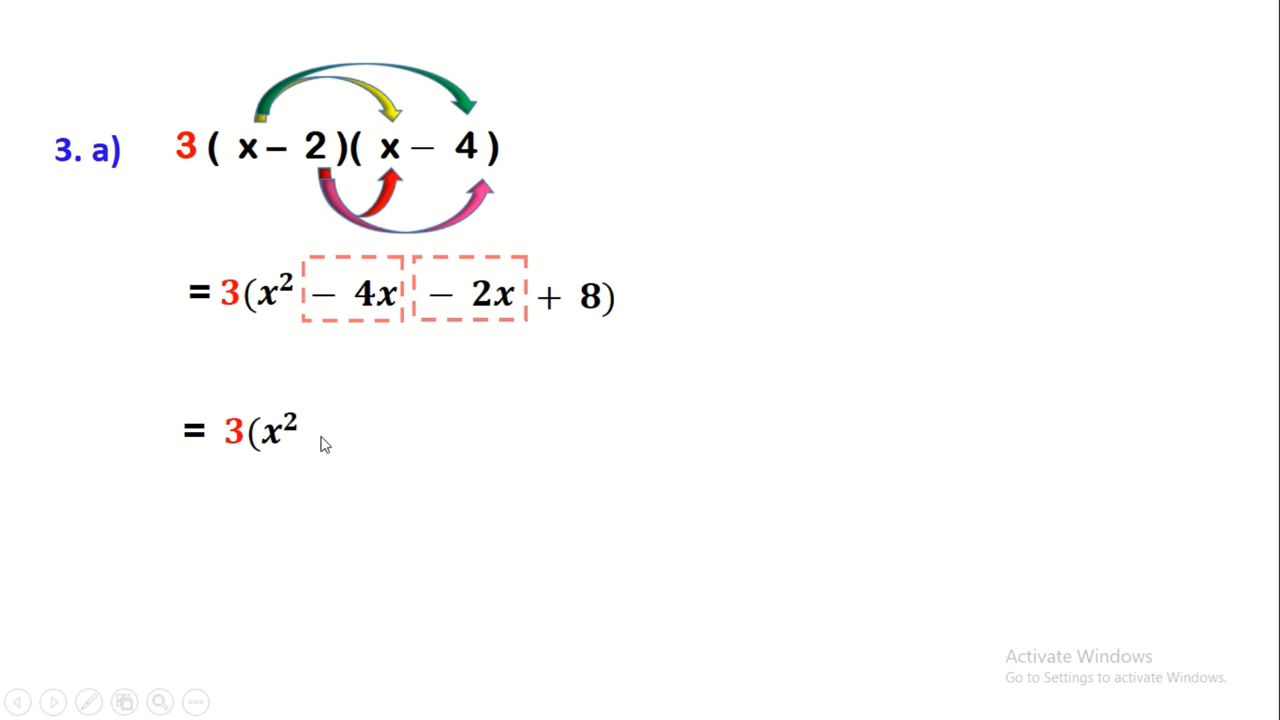 3. a) 3 ( x – 2 )( x – 4 )
= 3(x² – 4x – 2x + 8)
= 3(x²
Activate Windows
Go to Settings to activate Windows.